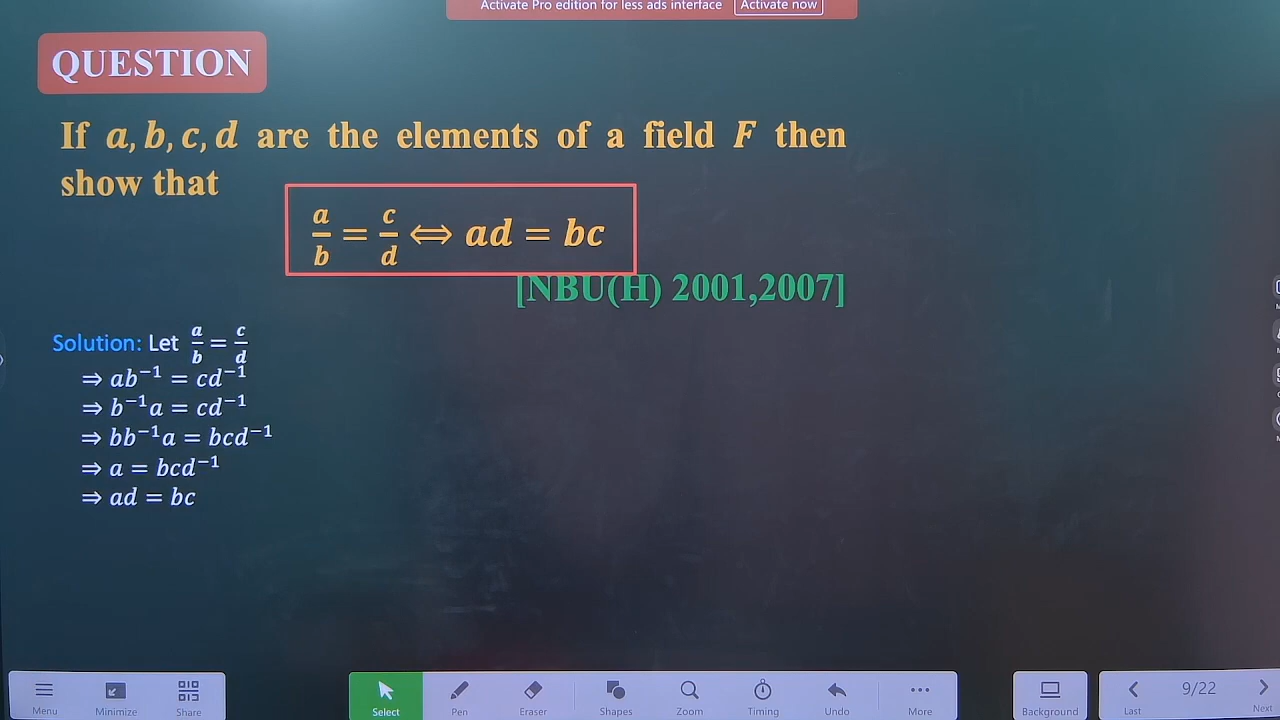 Activate Pro edition for less ads interface Activate now
QUESTION
If a, b, c, d are the elements of a field F then
show that
a/b = c/d ⟺ ad = bc
[NBU(H) 2001,2007]
Solution: Let a/b = c/d
⇒ ab⁻¹ = cd⁻¹
⇒ b⁻¹a = cd⁻¹
⇒ bb⁻¹a = bcd⁻¹
⇒ a = bcd⁻¹
⇒ ad = bc
Menu Minimize Share Select Pen Eraser Shapes Zoom Timing Undo More Background Last 9/22 Next